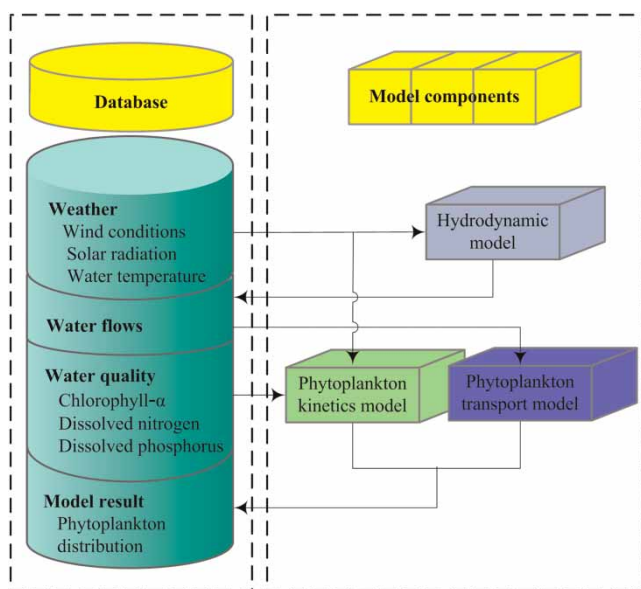 Database
Model components
Weather
Wind conditions
Solar radiation
Water temperature
Hydrodynamic
model
Water flows
Water quality
Chlorophyll-α
Dissolved nitrogen
Dissolved phosphorus
Phytoplankton
kinetics model
Phytoplankton
transport model
Model result
Phytoplankton
distribution